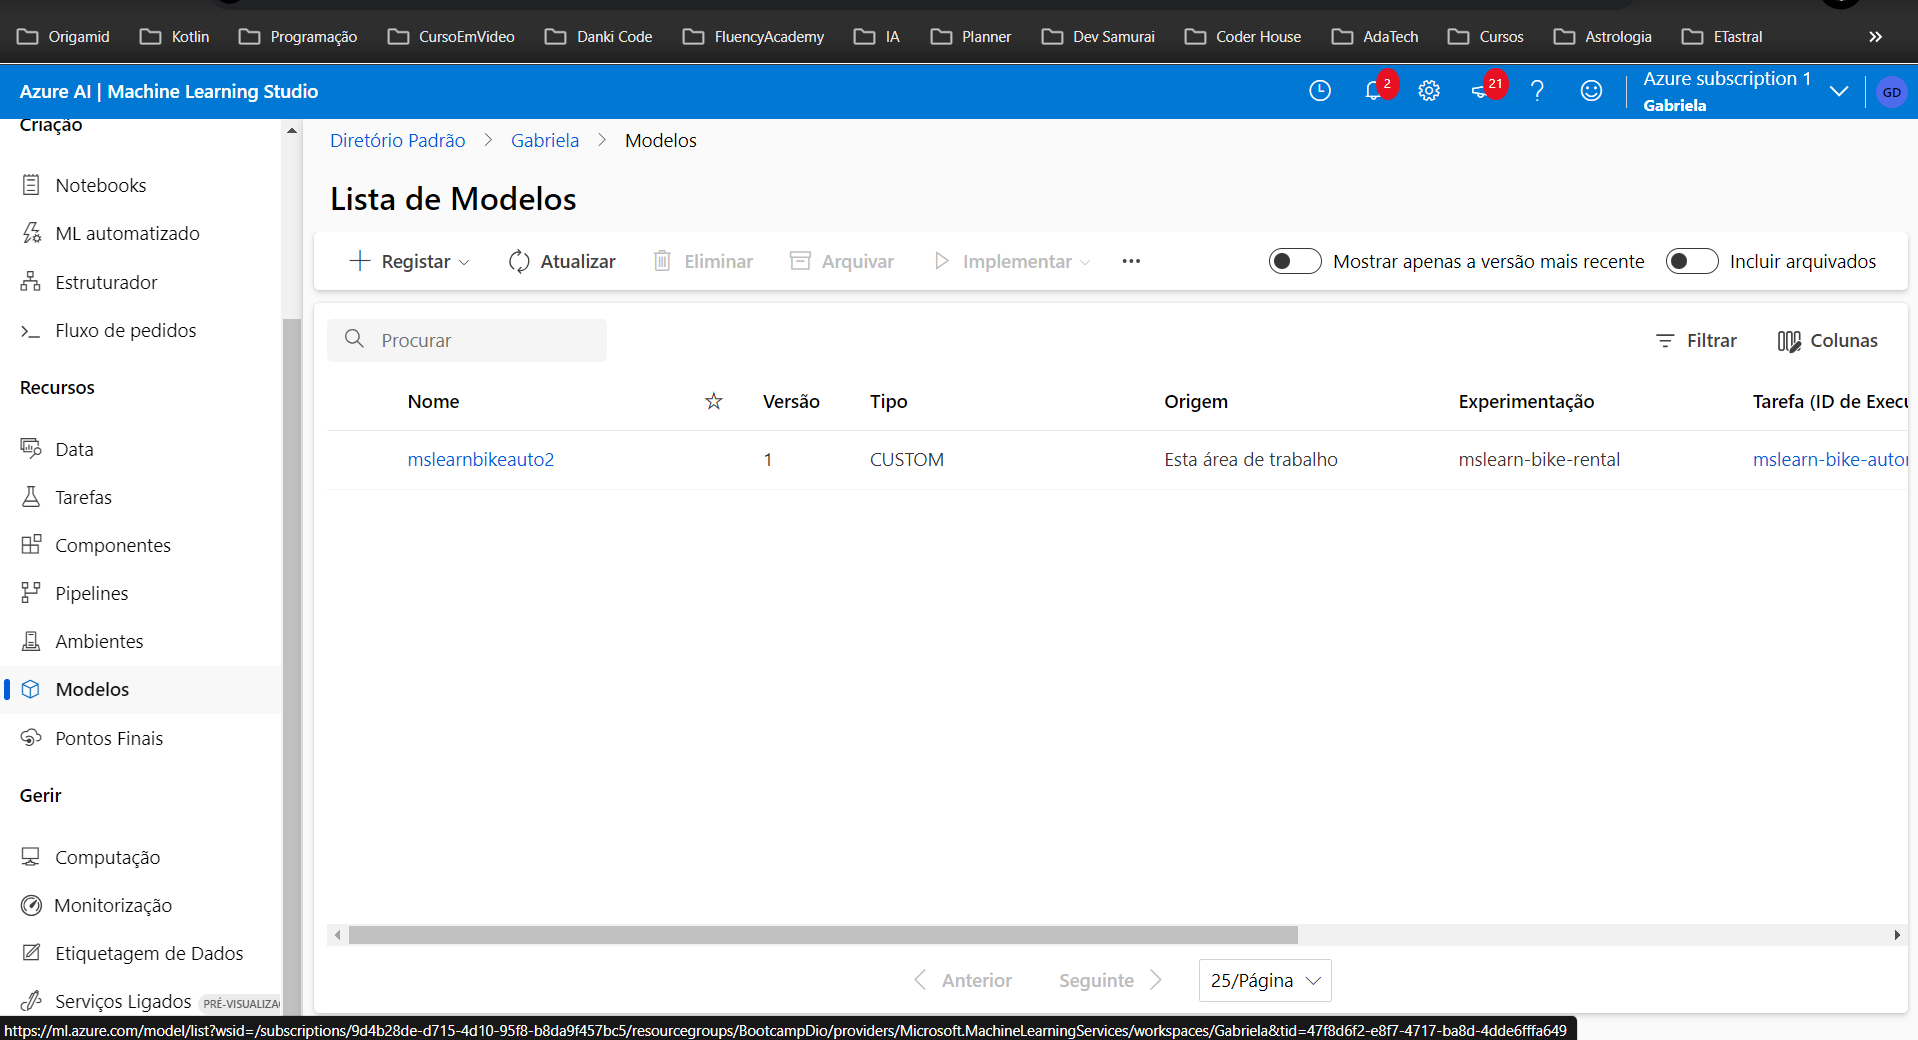 Origamid Kotlin Programação CursoEmVideo Danki Code FluencyAcademy IA Planner Dev Samurai Coder House AdaTech Cursos Astrologia ETastral
Azure AI | Machine Learning Studio
2
21
Azure subscription 1
Gabriela
GD
Criação
Notebooks
ML automatizado
Estruturador
Fluxo de pedidos
Recursos
Data
Tarefas
Componentes
Pipelines
Ambientes
Modelos
Pontos Finais
Gerir
Computação
Monitorização
Etiquetagem de Dados
Serviços Ligados PRÉ-VISUALIZA
Diretório Padrão > Gabriela > Modelos
Lista de Modelos
Registar Atualizar Eliminar Arquivar Implementar ... Mostrar apenas a versão mais recente Incluir arquivados
Procurar Filtrar Colunas
Nome Versão Tipo Origem Experimentação Tarefa (ID de Execu
mslearnbikeauto2 1 CUSTOM Esta área de trabalho mslearn-bike-rental mslearn-bike-autor
Anterior Seguinte 25/Página
https://ml.azure.com/model/list?wsid=/subscriptions/9d4b28de-d715-4d10-95f8-b8da9f457bc5/resourcegroups/BootcampDio/providers/Microsoft.MachineLearningServices/workspaces/Gabriela&tid=47f8d6f2-e8f7-4717-ba8d-4dde6fffa649